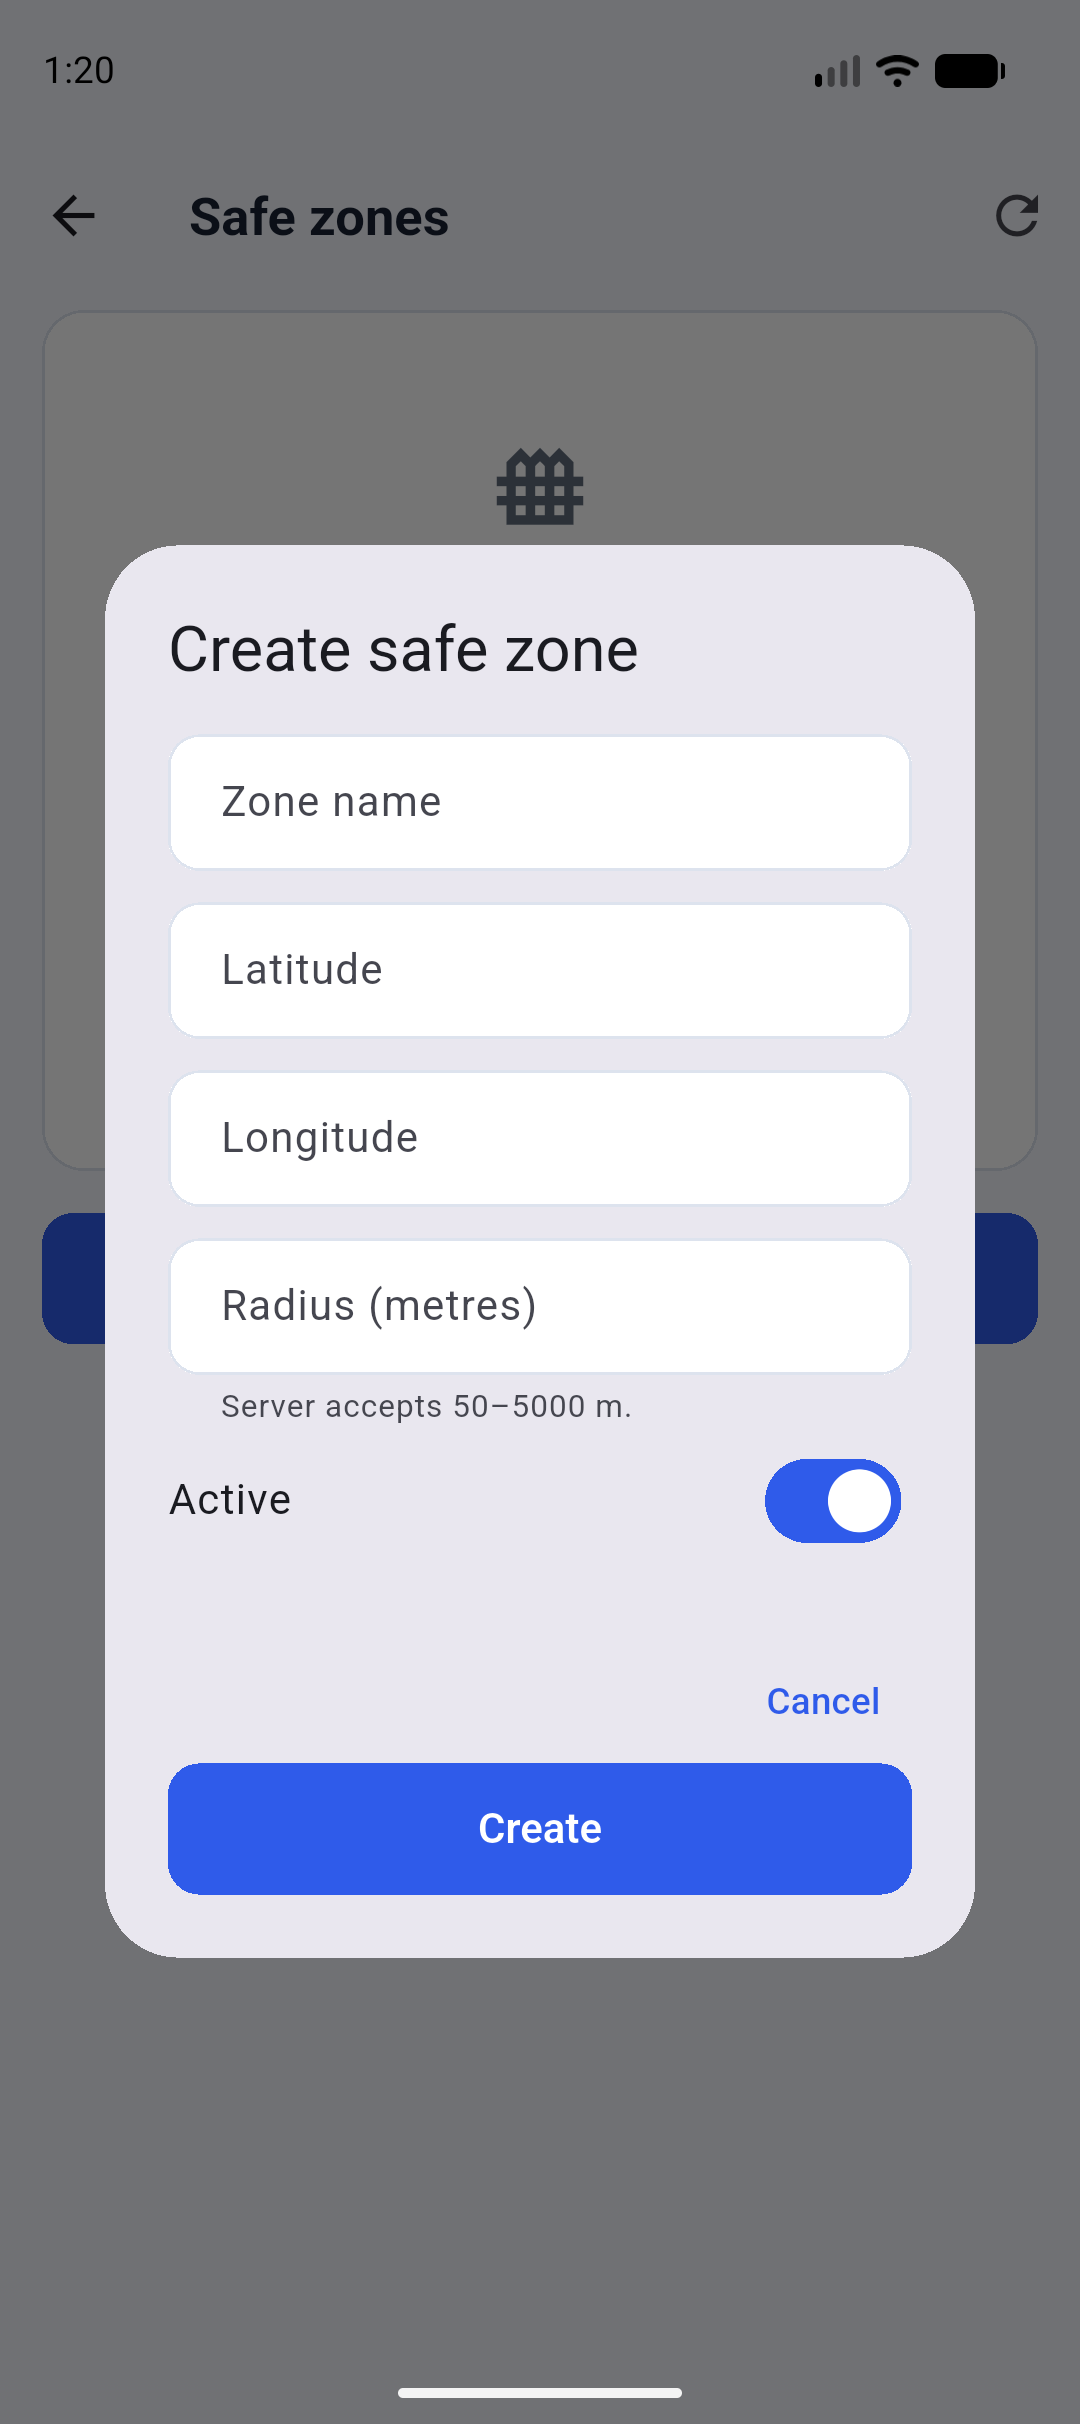 1:20
Safe zones
Create safe zone
Zone name
Latitude
Longitude
Radius (metres)
Server accepts 50–5000 m.
Active
Cancel
Create